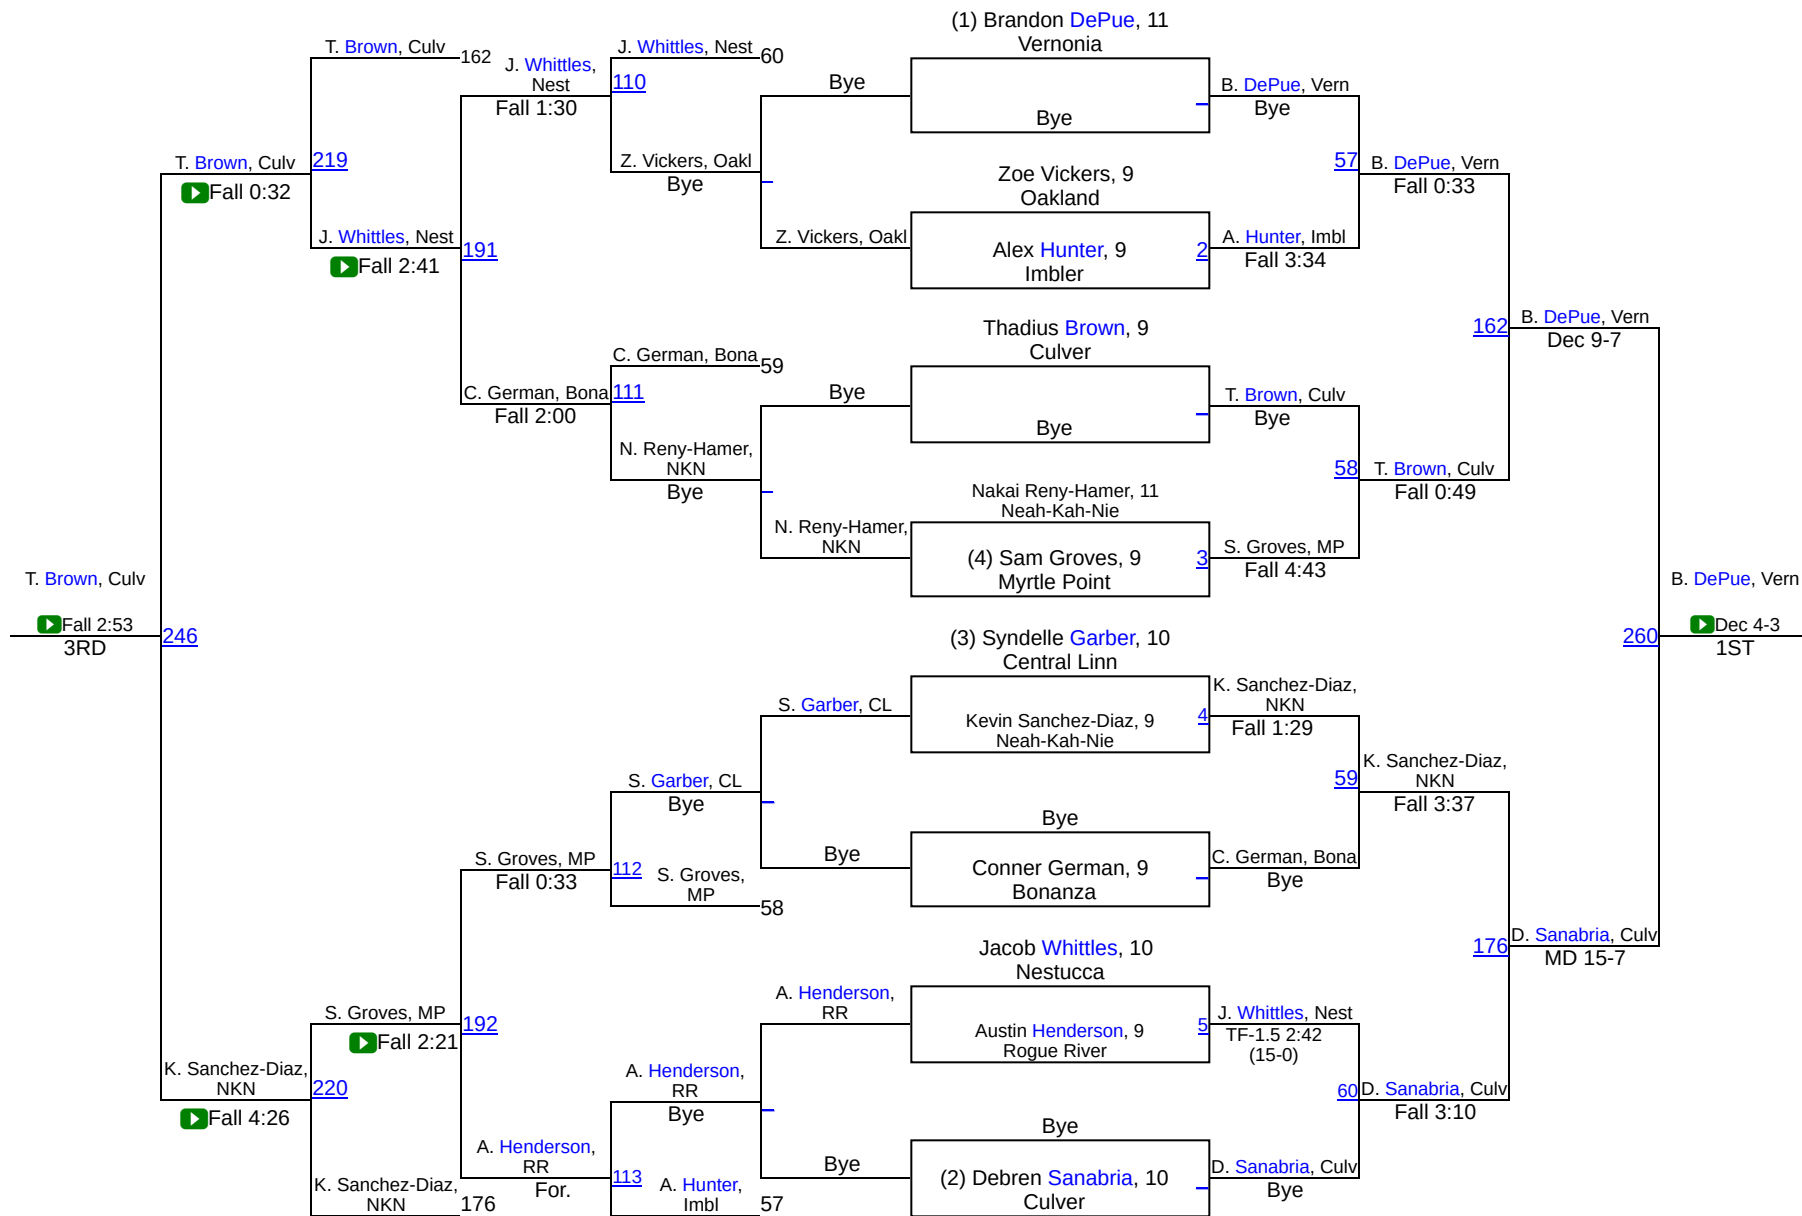 (1) Brandon DePue, 11
Vernonia
T. Brown, Culv
162
J. Whittles,
Nest
Fall 1:30
J. Whittles, Nest
60
110
Bye
Bye
B. DePue, Vern
Bye
T. Brown, Culv
Fall 0:32
219
Z. Vickers, Oakl
Bye
Zoe Vickers, 9
Oakland
57
B. DePue, Vern
Fall 0:33
J. Whittles, Nest
Fall 2:41
191
Z. Vickers, Oakl
Alex Hunter, 9
Imbler
2
A. Hunter, Imbl
Fall 3:34
Thadius Brown, 9
Culver
162
B. DePue, Vern
Dec 9-7
C. German, Bona
59
C. German, Bona
Fall 2:00
111
Bye
Bye
T. Brown, Culv
Bye
N. Reny-Hamer,
NKN
Bye
58
T. Brown, Culv
Fall 0:49
Nakai Reny-Hamer, 11
Neah-Kah-Nie
N. Reny-Hamer,
NKN
(4) Sam Groves, 9
Myrtle Point
3
S. Groves, MP
Fall 4:43
T. Brown, Culv
Fall 2:53
3RD
246
B. DePue, Vern
260
Dec 4-3
1ST
(3) Syndelle Garber, 10
Central Linn
S. Garber, CL
Kevin Sanchez-Diaz, 9
Neah-Kah-Nie
4
K. Sanchez-Diaz,
NKN
Fall 1:29
S. Garber, CL
Bye
59
K. Sanchez-Diaz,
NKN
Fall 3:37
Bye
S. Groves, MP
Fall 0:33
112
S. Groves,
MP
58
Bye
Conner German, 9
Bonanza
C. German, Bona
Bye
Jacob Whittles, 10
Nestucca
176
D. Sanabria, Culv
MD 15-7
S. Groves, MP
Fall 2:21
192
A. Henderson,
RR
Austin Henderson, 9
Rogue River
5
J. Whittles, Nest
TF-1.5 2:42
(15-0)
K. Sanchez-Diaz,
NKN
Fall 4:26
220
A. Henderson,
RR
Bye
60
D. Sanabria, Culv
Fall 3:10
Bye
A. Henderson,
RR
For.
113
A. Hunter,
Imbl
57
Bye
(2) Debren Sanabria, 10
Culver
D. Sanabria, Culv
Bye
K. Sanchez-Diaz,
NKN
176